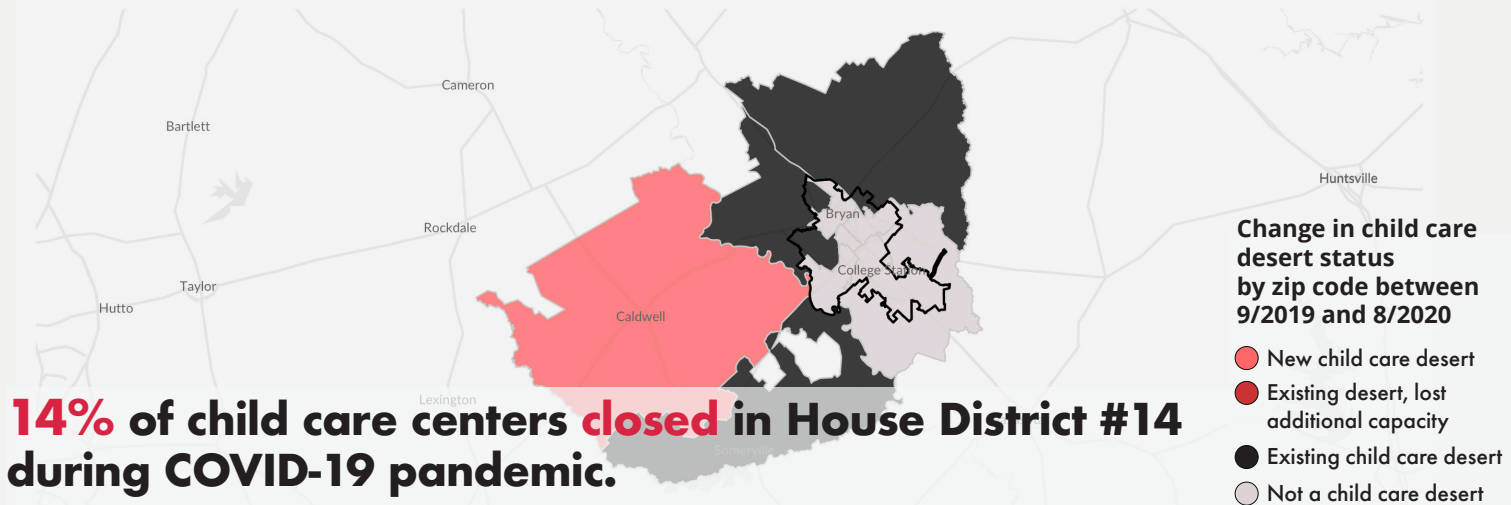 Cameron
Bartlett
Huntsville
Bryan
Rockdale
College Station
Taylor
Hutto
Caldwell
Lexington
Somerville
Change in child care
desert status
by zip code between
9/2019 and 8/2020
New child care desert
Existing desert, lost
additional capacity
Existing child care desert
Not a child care desert
14% of child care centers closed in House District #14
during COVID-19 pandemic.